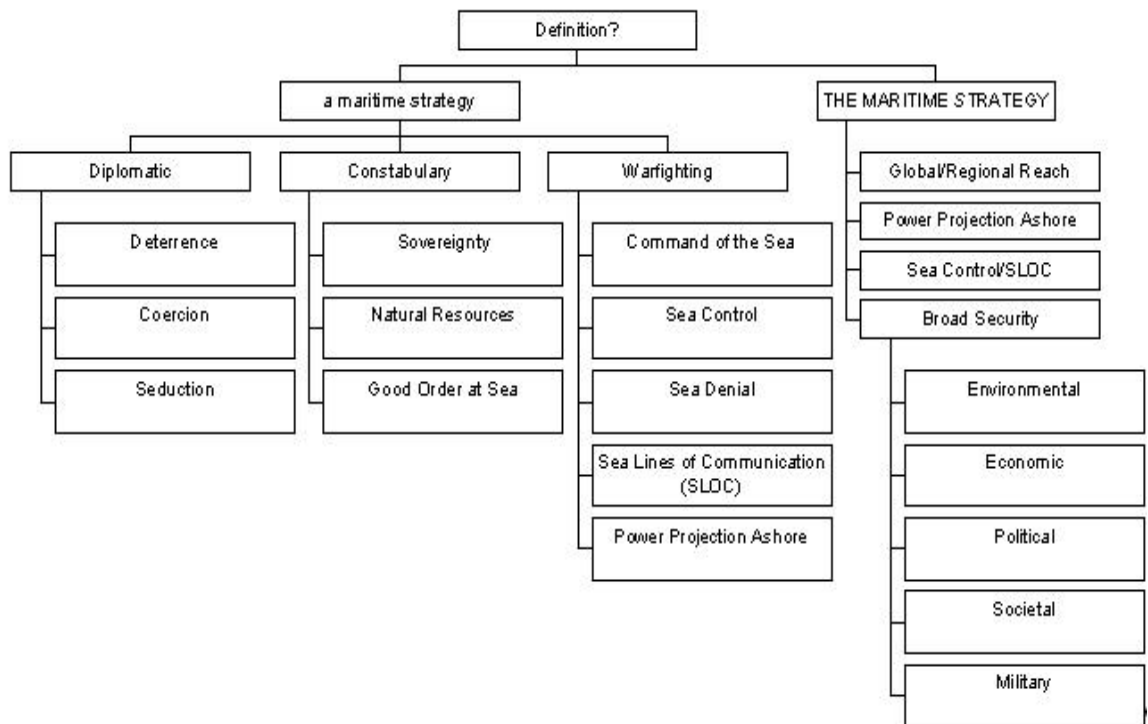 Definition?
a maritime strategy
THE MARITIME STRATEGY
Diplomatic
Deterrence
Coercion
Seduction
Constabulary
Sovereignty
Natural Resources
Good Order at Sea
Warfighting
Command of the Sea
Sea Control
Sea Denial
Sea Lines of Communication
(SLOC)
Power Projection Ashore
Global/Regional Reach
Power Projection Ashore
Sea Control/SLOC
Broad Security
Environmental
Economic
Political
Societal
Military